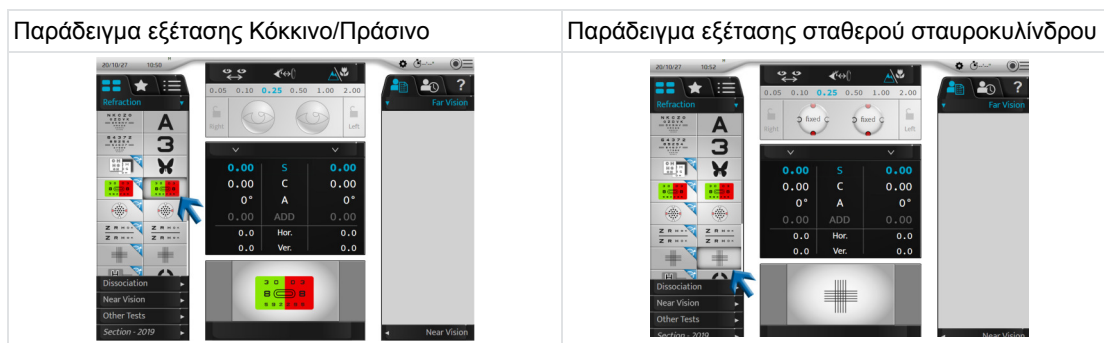 Παράδειγμα εξέτασης Κόκκινο/Πράσινο
20/10/27 10:50
Refraction
A
3
0.05 0.10 0.25 0.50 1.00 2.00
Right Left
0.00 S 0.00
0.00 C 0.00
0° A 0°
0.00 ADD 0.00
0.0 Hor. 0.0
0.0 Ver. 0.0
Dissociation
Near Vision
Other Tests
Section - 2019
?
Near Vision
Παράδειγμα εξέτασης σταθερού σταυροκυλίνδρου
20/10/27 10:52
Refraction
A
3
0.05 0.10 0.25 0.50 1.00 2.00
Right fixed fixed Left
0.00 S 0.00
0.00 C 0.00
0° A 0°
0.00 ADD 0.00
0.0 Hor. 0.0
0.0 Ver. 0.0
Dissociation
Near Vision
Other Tests
Section - 2019
?
Far Vision
Near Vision